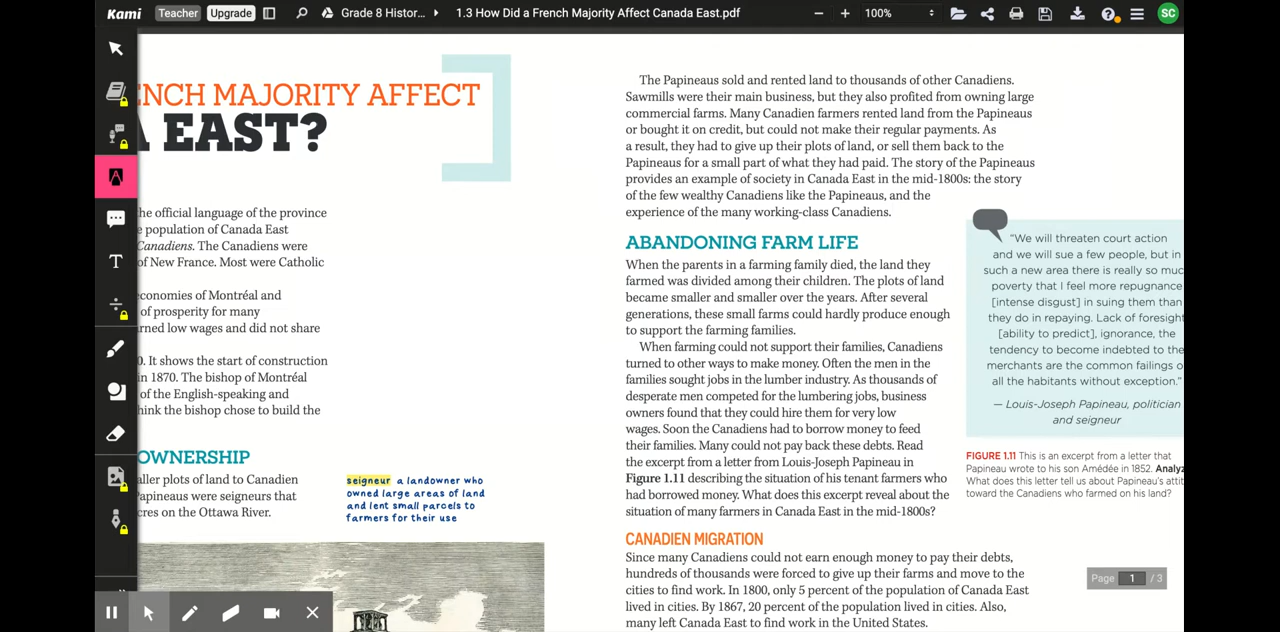 Kami
Teacher
Upgrade
Grade 8 Histor...
1.3 How Did a French Majority Affect Canada East.pdf
100%
SC
ENCH MAJORITY AFFECT
A EAST?
he official language of the province
e population of Canada East
Canadiens. The Canadiens were
of New France. Most were Catholic
economies of Montréal and
of prosperity for many
rned low wages and did not share
0. It shows the start of construction
in 1870. The bishop of Montréal
of the English-speaking and
hink the bishop chose to build the
OWNERSHIP
aller plots of land to Canadien
Papineaus were seigneurs that
cres on the Ottawa River.
seigneur a landowner who
owned large areas of land
and lent small parcels to
farmers for their use
The Papineaus sold and rented land to thousands of other Canadiens.
Sawmills were their main business, but they also profited from owning large
commercial farms. Many Canadien farmers rented land from the Papineaus
or bought it on credit, but could not make their regular payments. As
a result, they had to give up their plots of land, or sell them back to the
Papineaus for a small part of what they had paid. The story of the Papineaus
provides an example of society in Canada East in the mid-1800s: the story
of the few wealthy Canadiens like the Papineaus, and the
experience of the many working-class Canadiens.
ABANDONING FARM LIFE
When the parents in a farming family died, the land they
farmed was divided among their children. The plots of land
became smaller and smaller over the years. After several
generations, these small farms could hardly produce enough
to support the farming families.
When farming could not support their families, Canadiens
turned to other ways to make money. Often the men in the
families sought jobs in the lumber industry. As thousands of
desperate men competed for the lumbering jobs, business
owners found that they could hire them for very low
wages. Soon the Canadiens had to borrow money to feed
their families. Many could not pay back these debts. Read
the excerpt from a letter from Louis-Joseph Papineau in
Figure 1.11 describing the situation of his tenant farmers who
had borrowed money. What does this excerpt reveal about the
situation of many farmers in Canada East in the mid-1800s?
CANADIEN MIGRATION
Since many Canadiens could not earn enough money to pay their debts,
hundreds of thousands were forced to give up their farms and move to the
cities to find work. In 1800, only 5 percent of the population of Canada East
lived in cities. By 1867, 20 percent of the population lived in cities. Also,
many left Canada East to find work in the United States.
"We will threaten court action
and we will sue a few people, but in
such a new area there is really so muc
poverty that I feel more repugnance
[intense disgust] in suing them than
they do in repaying. Lack of foresight
[ability to predict], ignorance, the
tendency to become indebted to the
merchants are the common failings o
all the habitants without exception."
— Louis-Joseph Papineau, politician
and seigneur
FIGURE 1.11 This is an excerpt from a letter that
Papineau wrote to his son Amédée in 1852. Analyz
What does this letter tell us about Papineau's attit
toward the Canadiens who farmed on his land?
Page 1 / 3